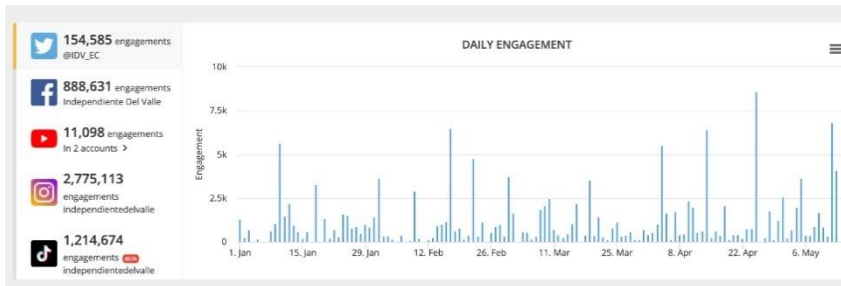 154,585 engagements
@IDV_EC
888,631 engagements
Independiente Del Valle
11,098 engagements
In 2 accounts >
2,775,113
engagements
independientedelvalle
1,214,674
engagements BETA
independientedelvalle
DAILY ENGAGEMENT
Engagement
10k
7.5k
5k
2.5k
0
1. Jan 15. Jan 29. Jan 12. Feb 26. Feb 11. Mar 25. Mar 8. Apr 22. Apr 6. May